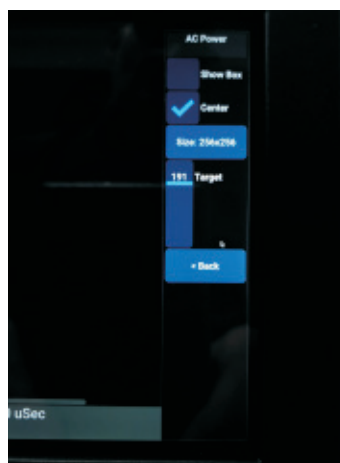 AC Power
Show Box
Center
Size: 256x256
191 Target
< Back
uSec